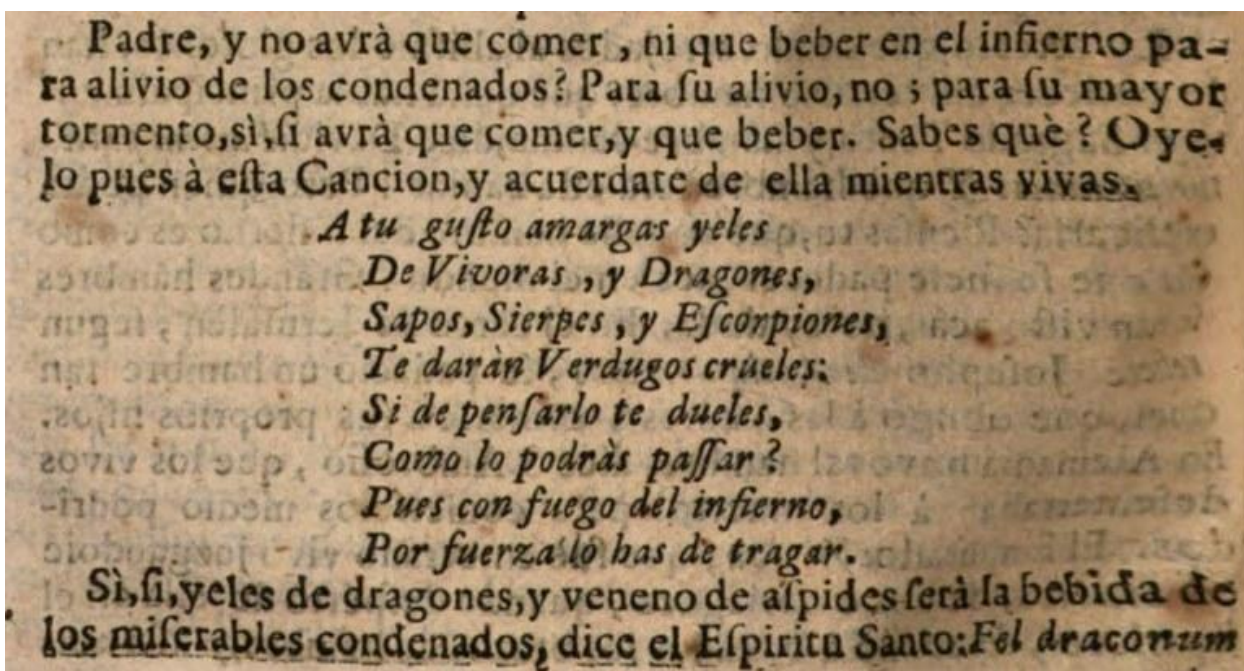 Padre, y no avrà que comer, ni que beber en el infierno pa-
ra alivio de los condenados? Para ſu alivio, no; para ſu mayor
tormento, sì, ſi avrà que comer, y que beber. Sabes què? Oye-
lo pues à eſta Cancion, y acuerdate de ella mientras vivas.
A tu guſto amargas yeles
De Vivoras, y Dragones,
Sapos, Sierpes, y Eſcorpiones,
Te daràn Verdugos crueles:
Si de penſarlo te dueles,
Como lo podràs paſſar?
Pues con fuego del infierno,
Por fuerza lo has de tragar.
Sì, ſi, yeles de dragones, y veneno de aſpides ſerà la bebida de
los miſerables condenados, dice el Eſpiritu Santo: Fel draconum